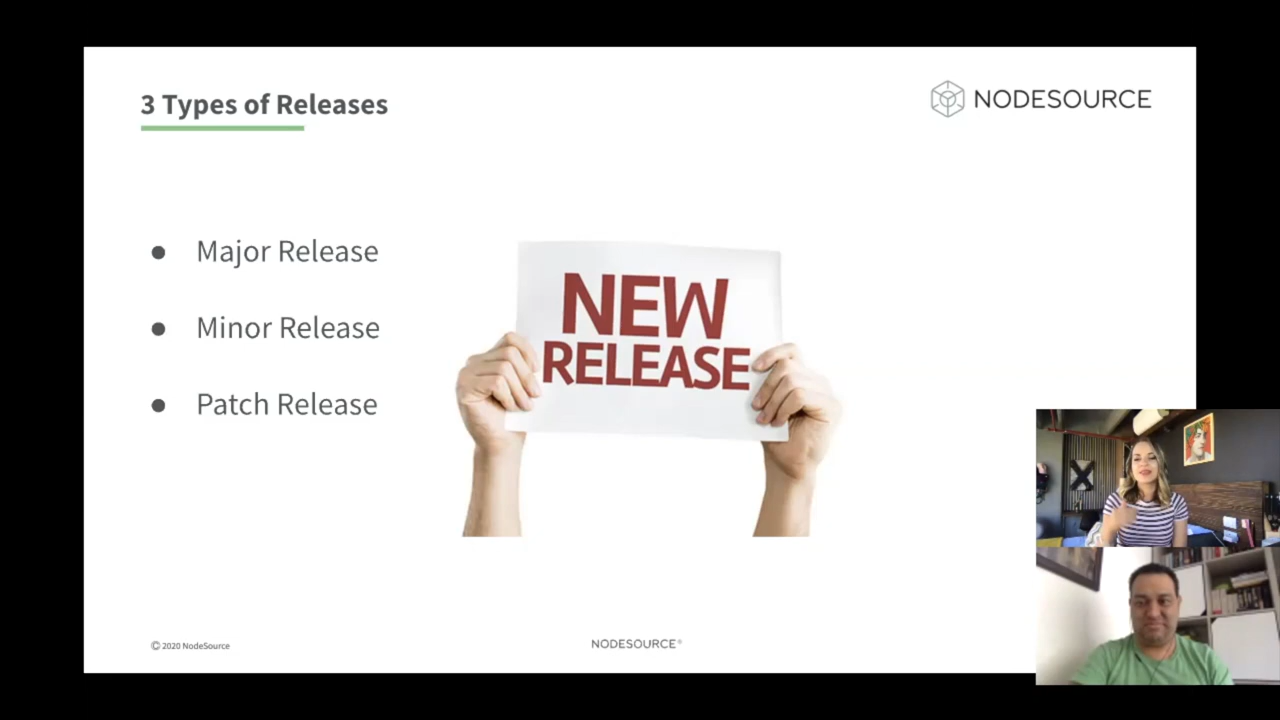 3 Types of Releases
NODESOURCE
● Major Release
● Minor Release
● Patch Release
NEW
RELEASE
© 2020 NodeSource
NODESOURCE®